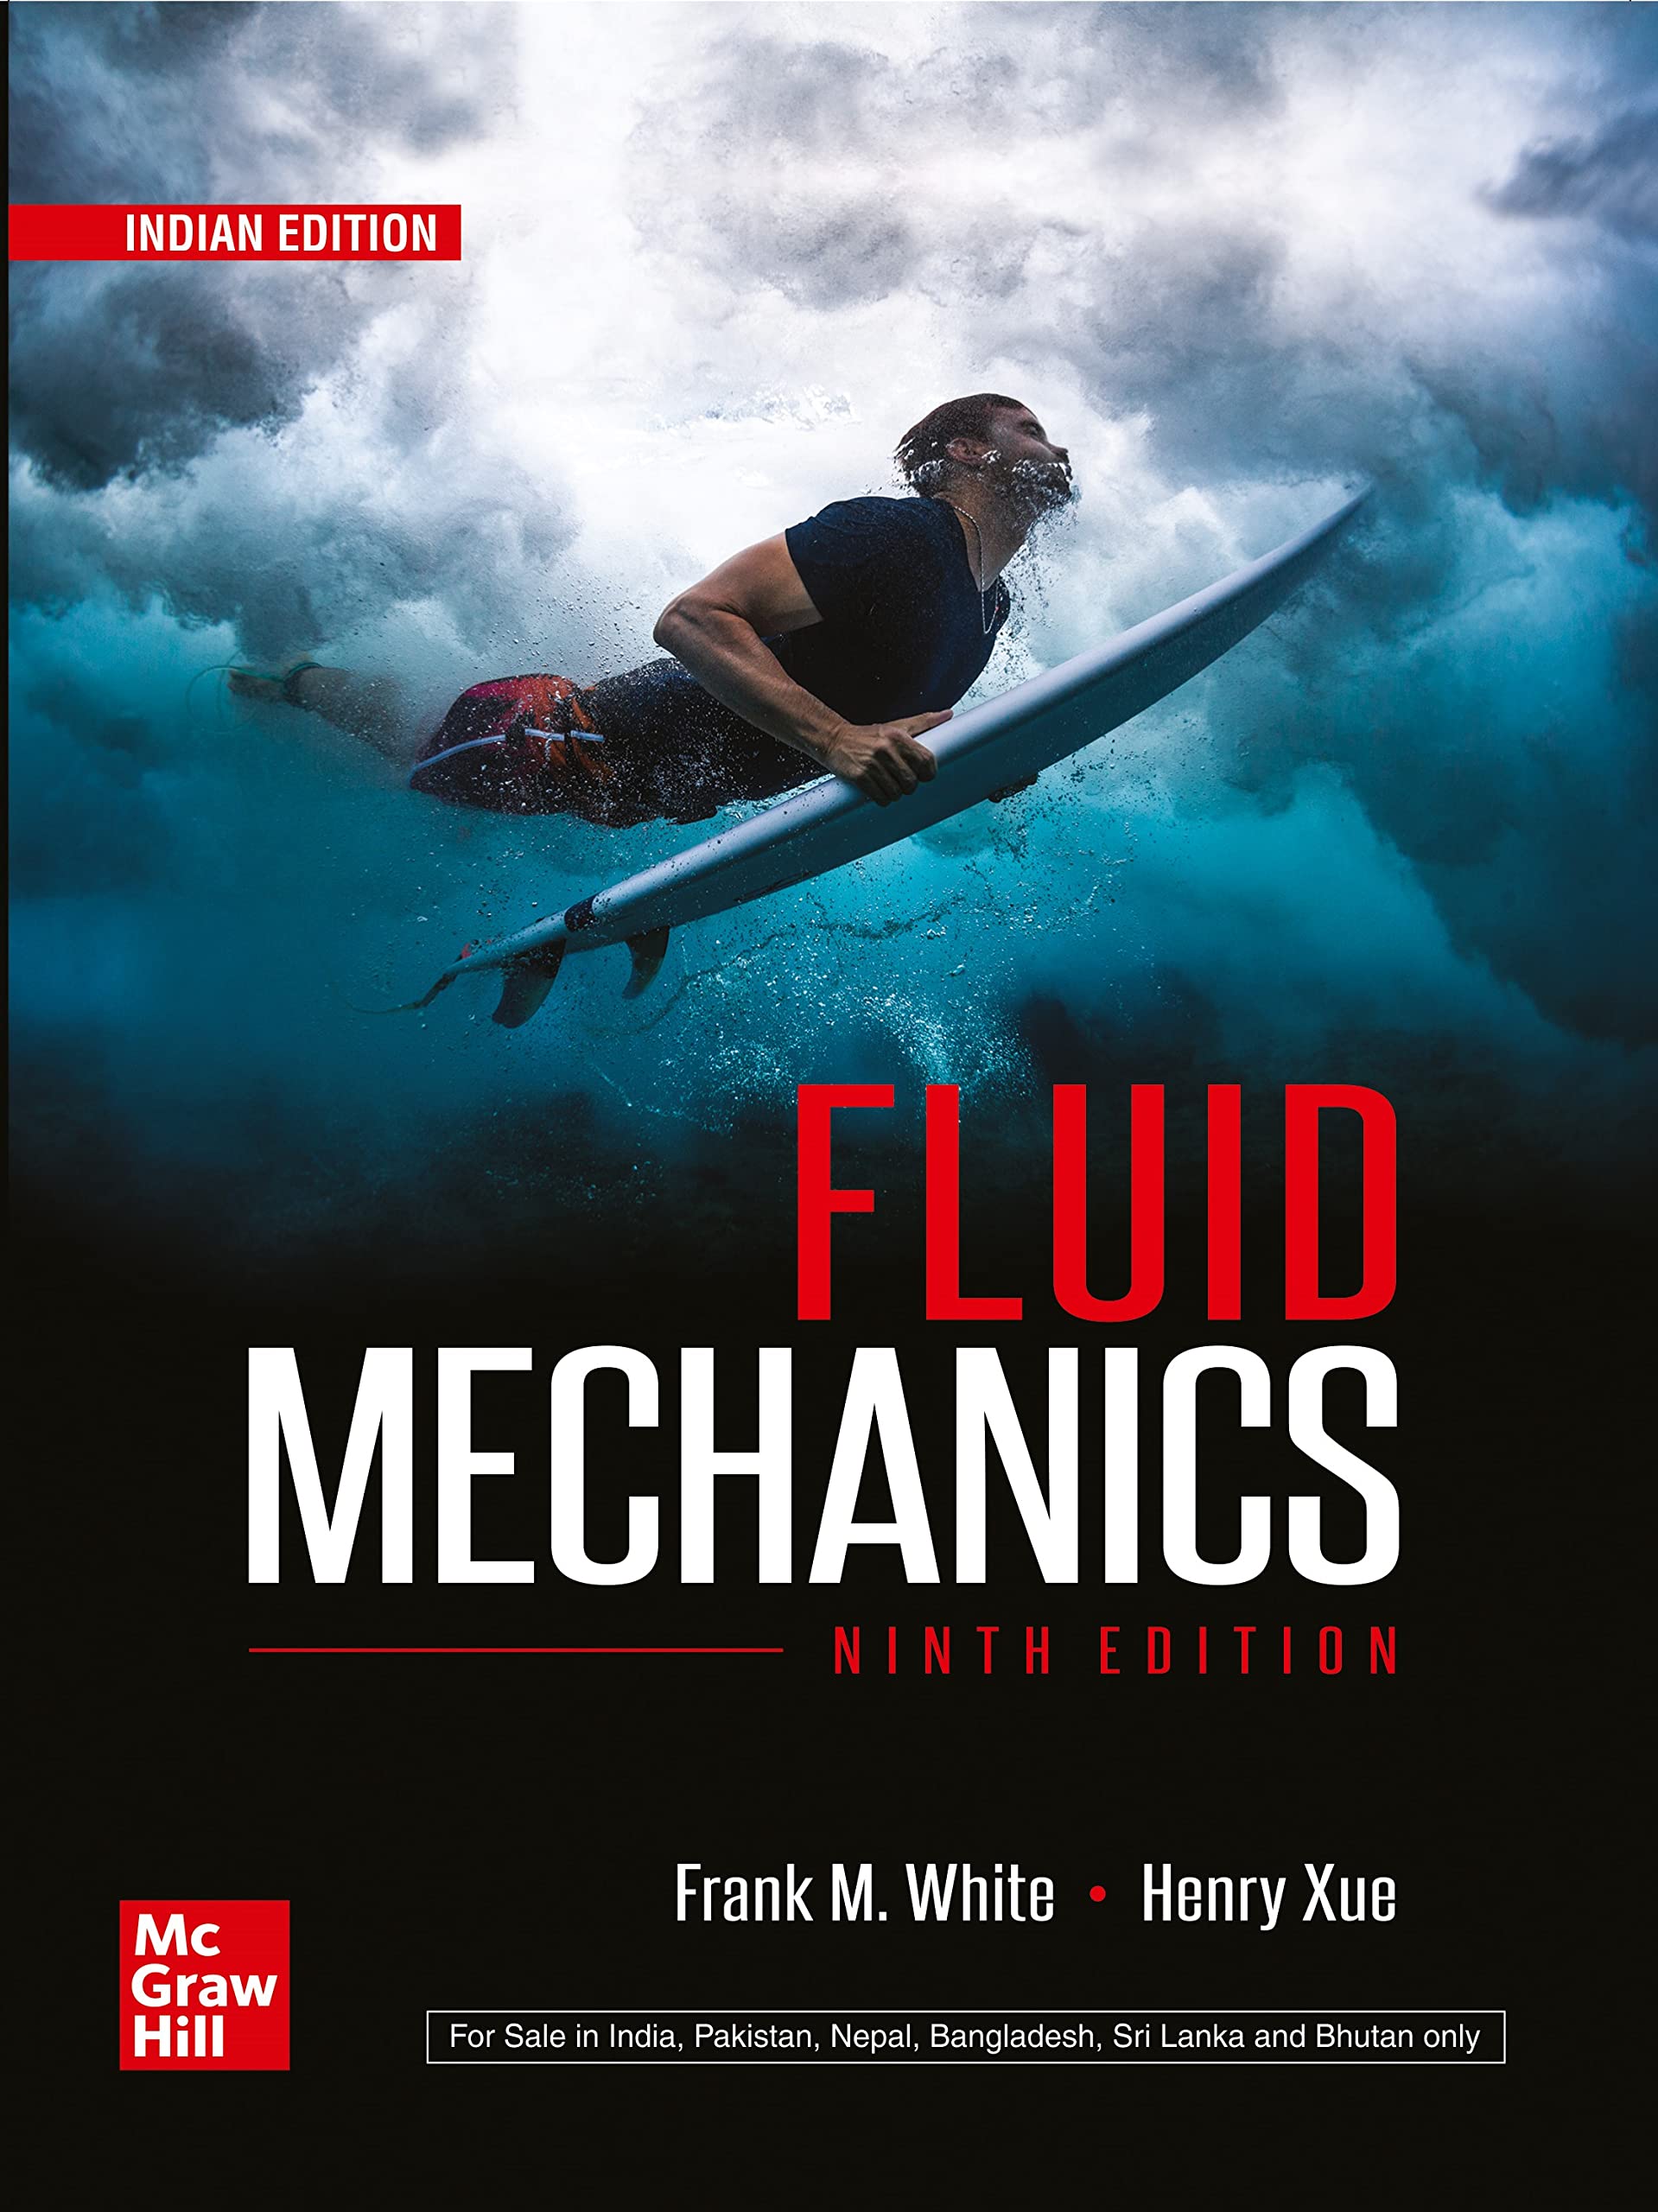 INDIAN EDITION
FLUID
MECHANICS
NINTH EDITION
Frank M. White • Henry Xue
Mc
Graw
Hill
For Sale in India, Pakistan, Nepal, Bangladesh, Sri Lanka and Bhutan only